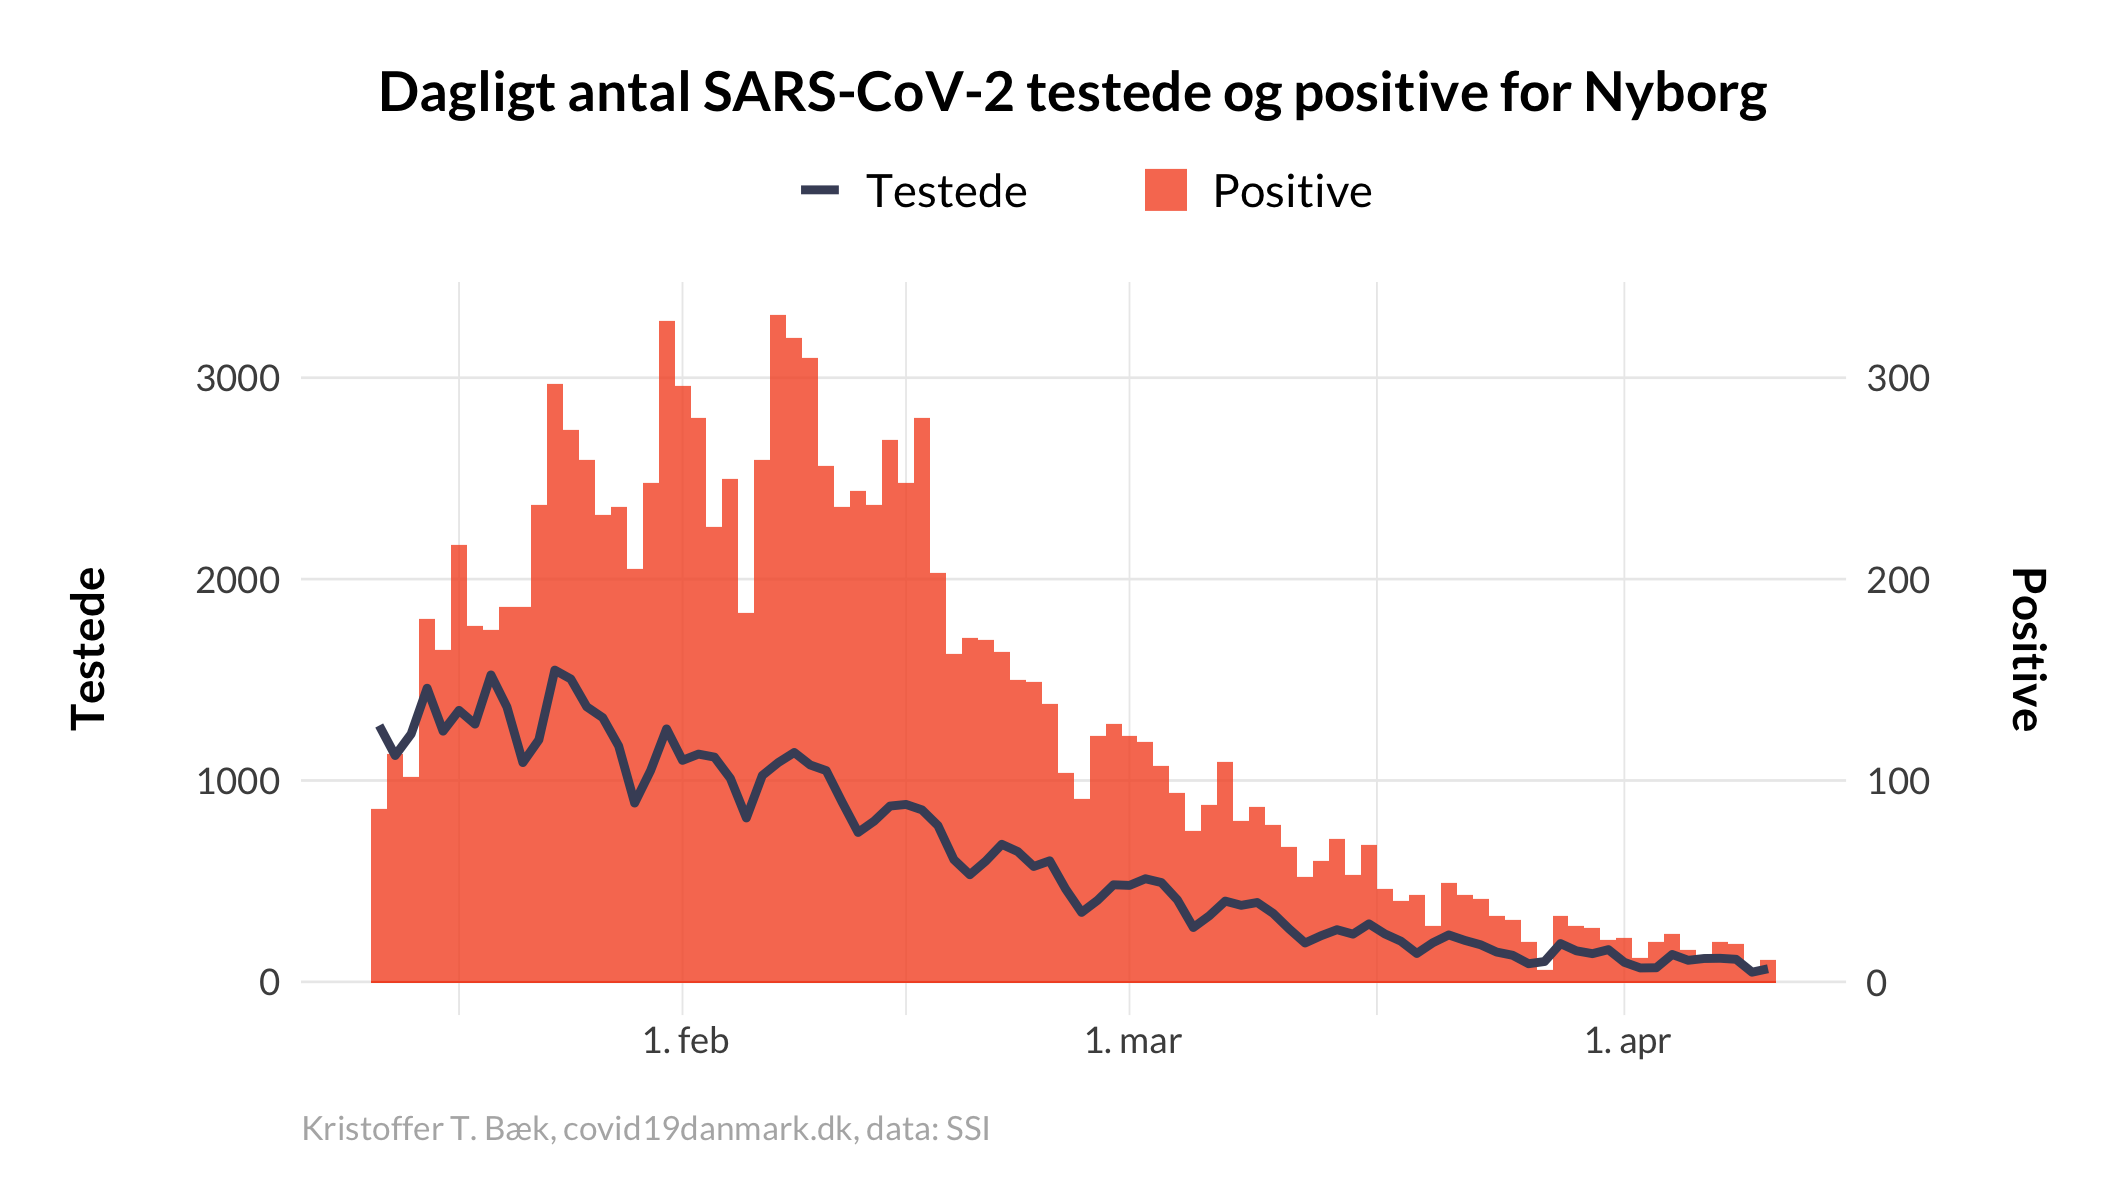 Dagligt antal SARS-CoV-2 testede og positive for Nyborg
Testede Positive
3000
2000
1000
0
Testede
300
200
100
0
Positive
1. feb 1. mar 1. apr
Kristoffer T. Bæk, covid19danmark.dk, data: SSI